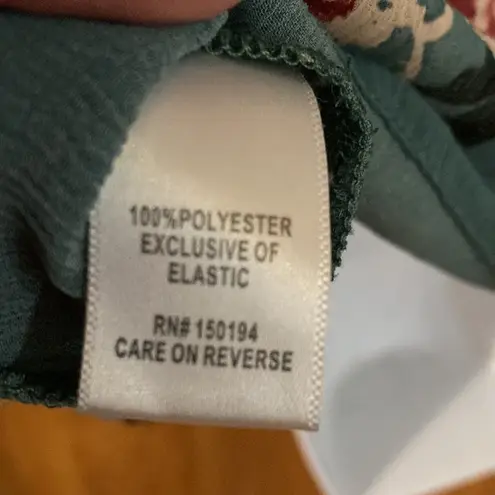 100%POLYESTER
EXCLUSIVE OF
ELASTIC
RN# 150194
CARE ON REVERSE